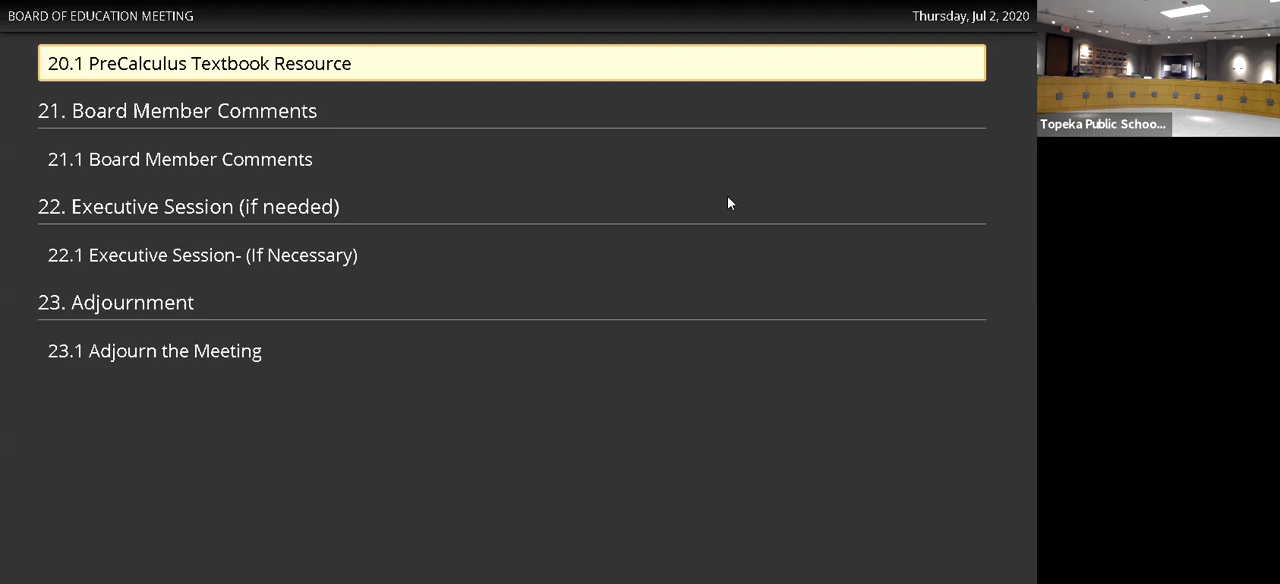 BOARD OF EDUCATION MEETING
Thursday, Jul 2, 2020
20.1 PreCalculus Textbook Resource
21. Board Member Comments
21.1 Board Member Comments
22. Executive Session (if needed)
22.1 Executive Session- (If Necessary)
23. Adjournment
23.1 Adjourn the Meeting
Topeka Public Schoo...